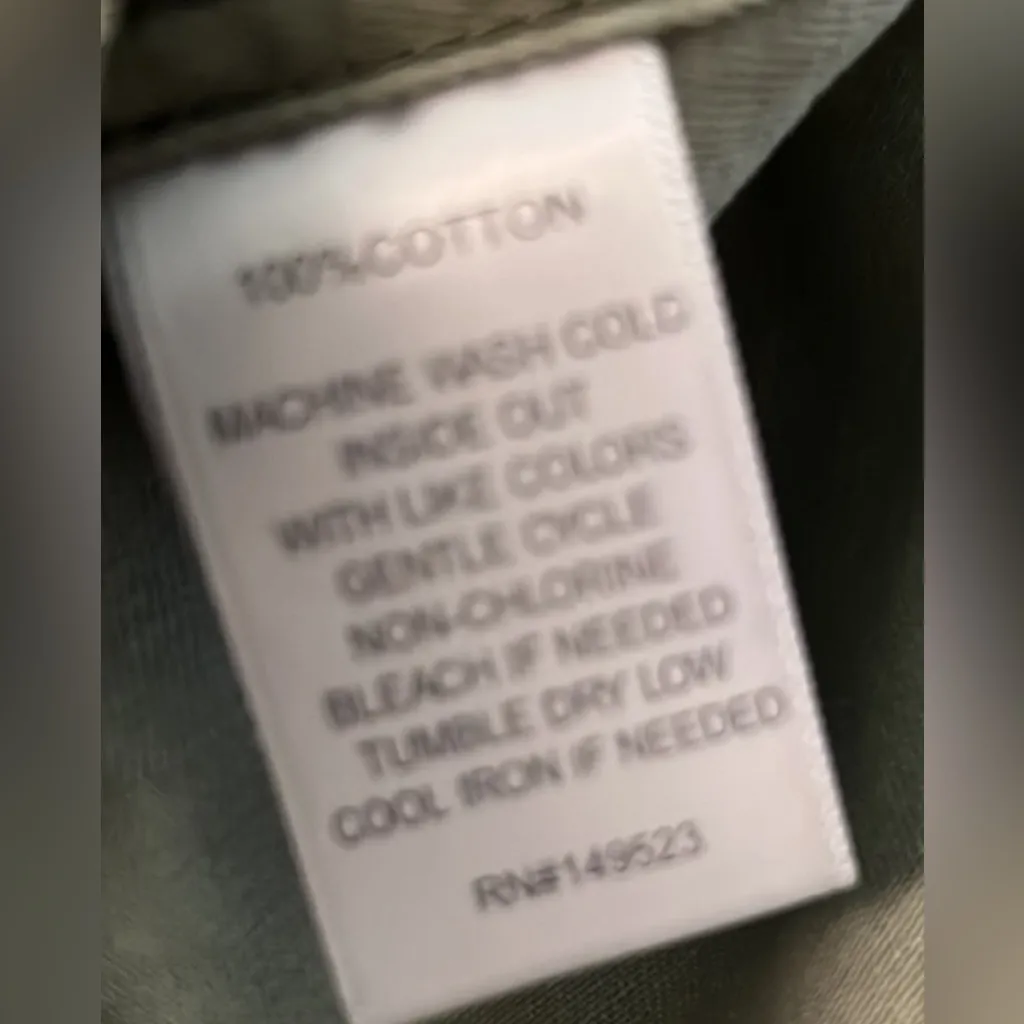 100%COTTON
MACHINE WASH COLD
INSIDE OUT
WITH LIKE COLORS
GENTLE CYCLE
NON-CHLORINE
BLEACH IF NEEDED
TUMBLE DRY LOW
COOL IRON IF NEEDED
RN#149523